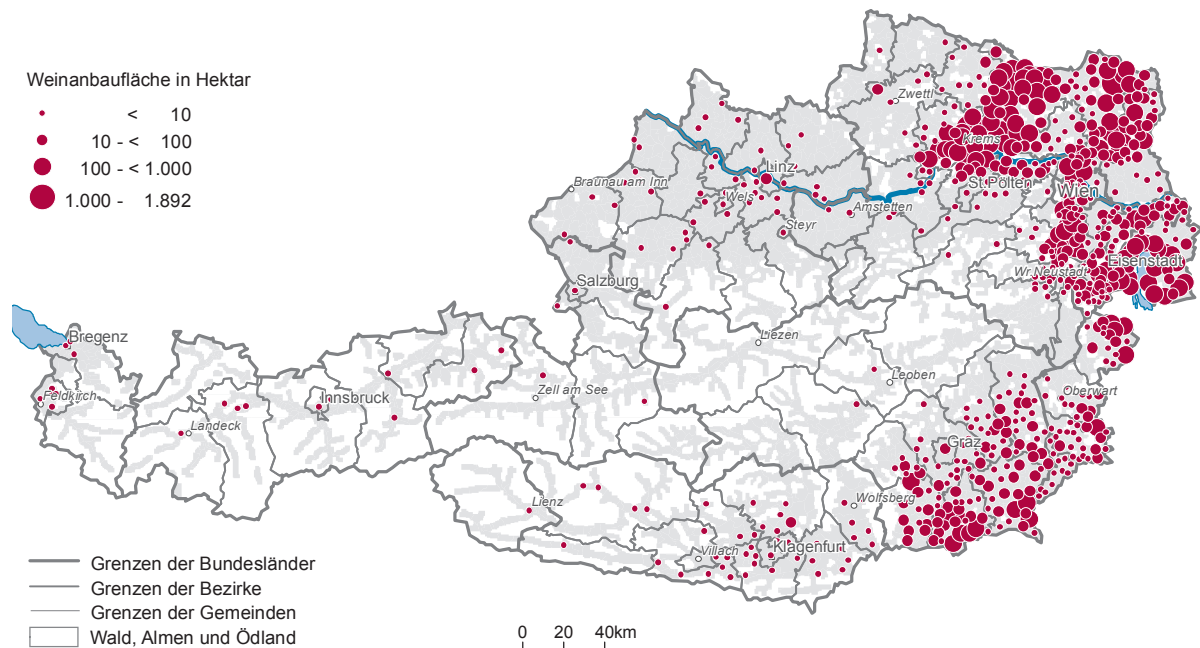 Weinanbaufläche in Hektar
< 10
10 - < 100
100 - < 1.000
1.000 - 1.892
Zwettl
Krems
Linz
St.Pölten
Wien
Braunau am Inn
Wels
Amstetten
Steyr
Eisenstadt
Wr.Neustadt
Salzburg
Bregenz
Liezen
Leoben
Oberwart
Feldkirch
Innsbruck
Zell am See
Landeck
Graz
Lienz
Wolfsberg
Villach
Klagenfurt
Grenzen der Bundesländer
Grenzen der Bezirke
Grenzen der Gemeinden
Wald, Almen und Ödland
0 20 40km